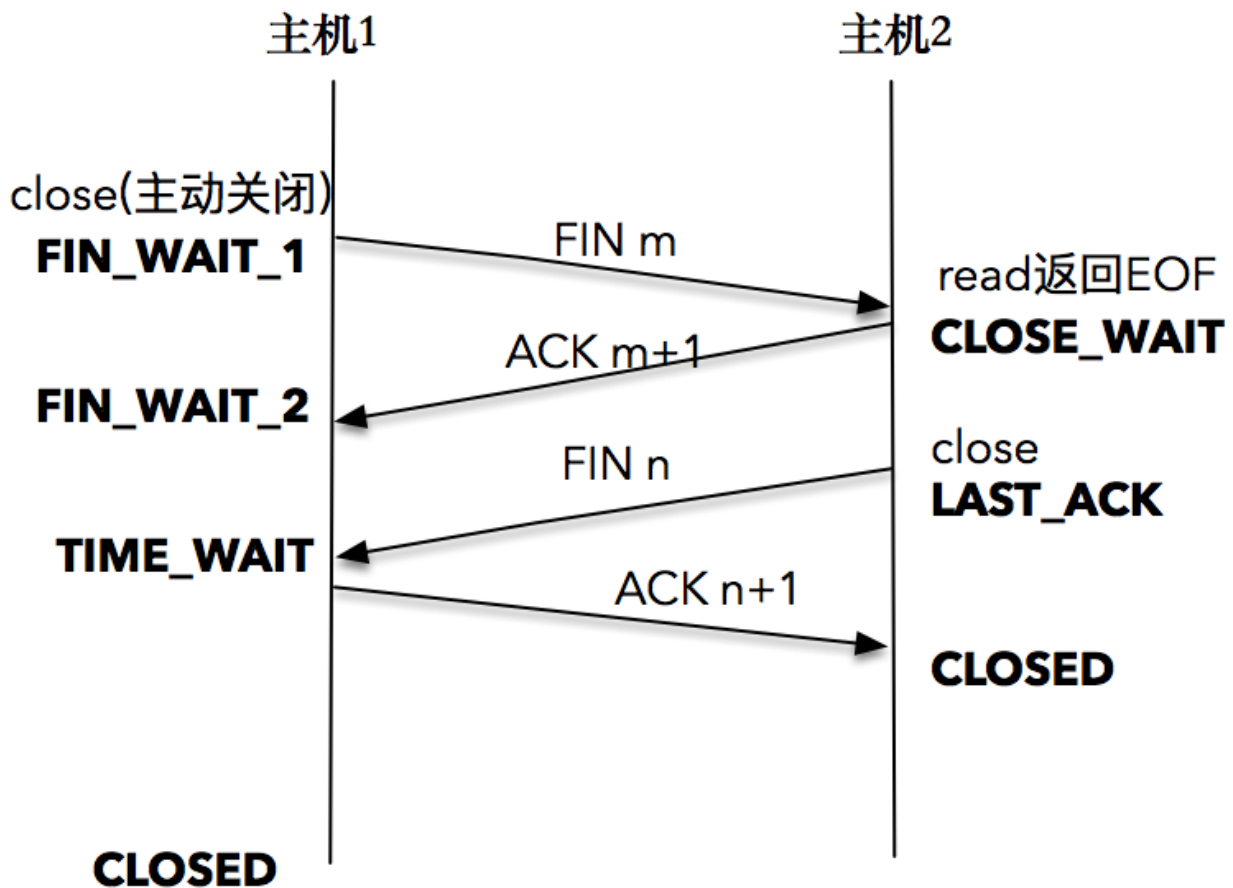 主机1
主机2
close(主动关闭)
FIN_WAIT_1
FIN m
read返回EOF
CLOSE_WAIT
ACK m+1
FIN_WAIT_2
FIN n
close
LAST_ACK
TIME_WAIT
ACK n+1
CLOSED
CLOSED